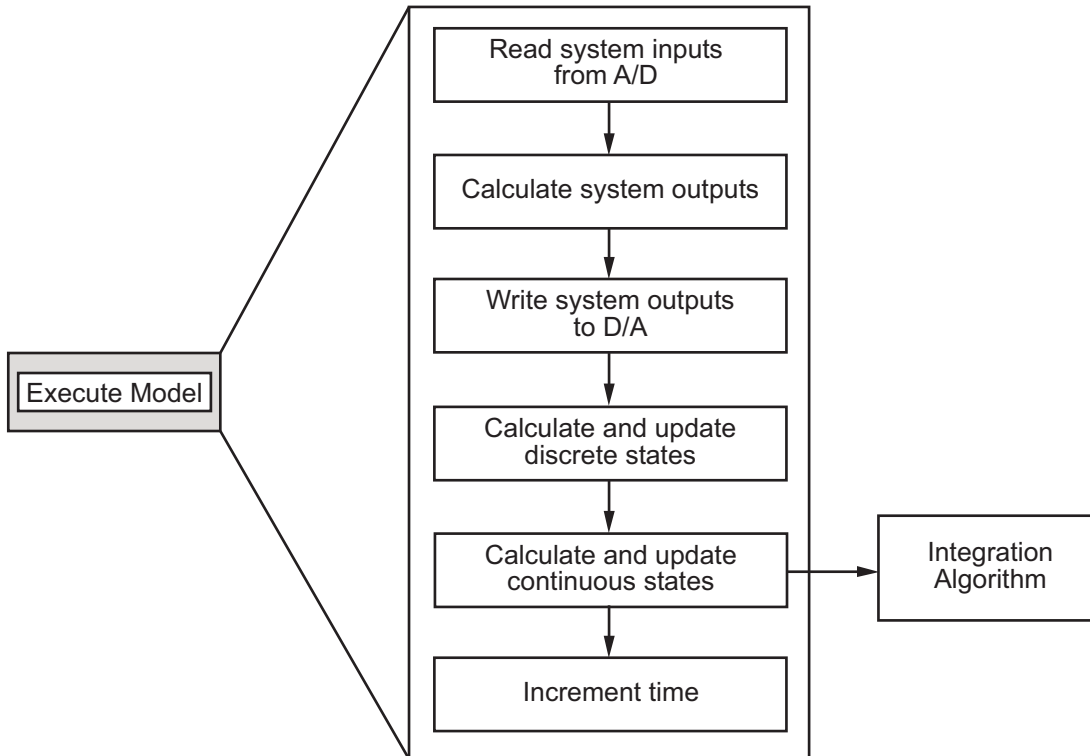 Read system inputs
from A/D
Calculate system outputs
Write system outputs
to D/A
Execute Model
Calculate and update
discrete states
Calculate and update
continuous states
Integration
Algorithm
Increment time